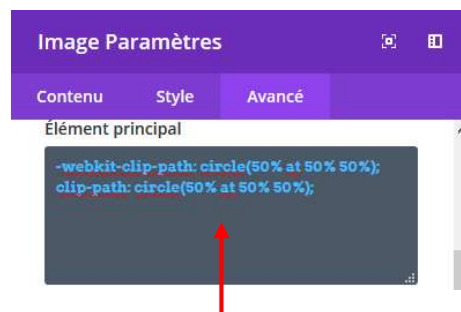 Image Paramètres
Contenu Style Avancé
Élément principal
-webkit-clip-path: circle(50% at 50% 50%);
clip-path: circle(50% at 50% 50%);